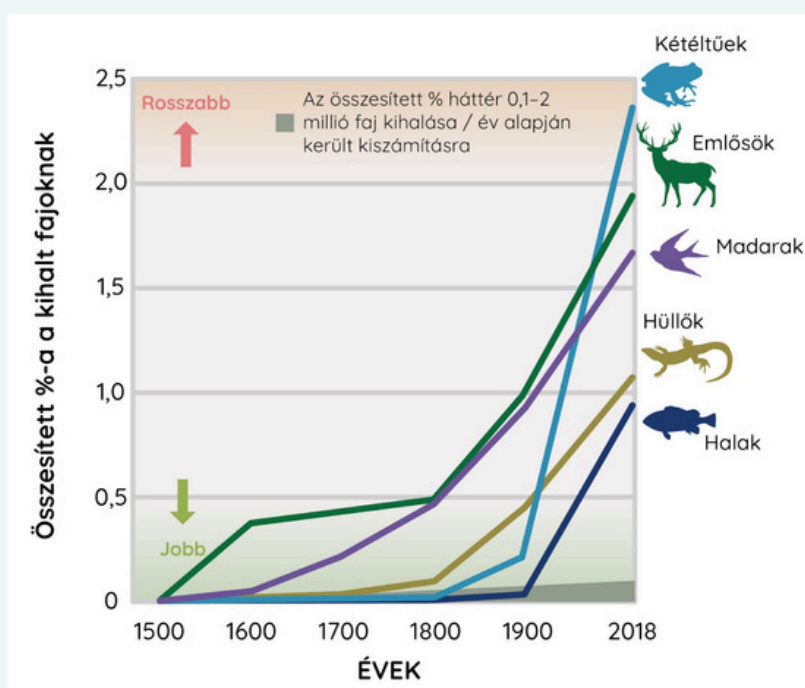 Kétéltűek
2,5
Rosszabb
Az összesített % háttér 0,1–2
millió faj kihalása / év alapján
került kiszámításra
Emlősök
2,0
Madarak
1,5
Hüllők
1,0
Halak
0,5
Jobb
0
Összesített %-a a kihalt fajoknak
1500 1600 1700 1800 1900 2018
ÉVEK